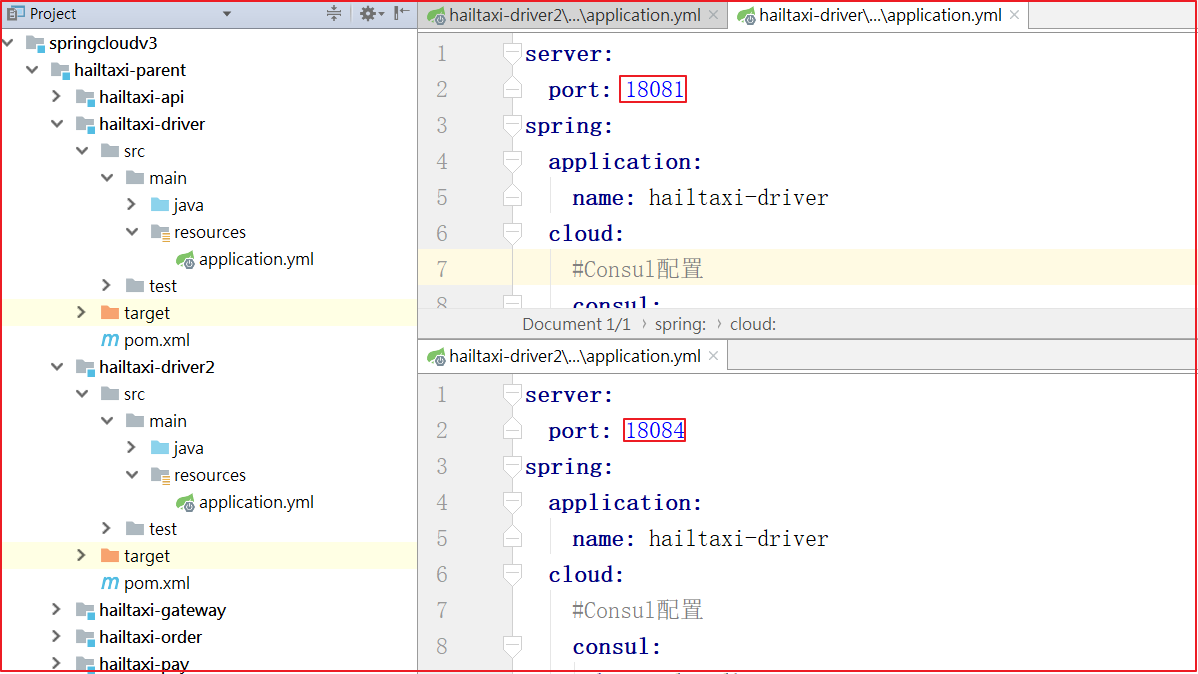 Project
springcloudv3
hailtaxi-parent
hailtaxi-api
hailtaxi-driver
src
main
java
resources
application.yml
test
target
pom.xml
hailtaxi-driver2
src
main
java
resources
application.yml
test
target
pom.xml
hailtaxi-gateway
hailtaxi-order
hailtaxi-pay
hailtaxi-driver2\...\application.yml
hailtaxi-driver\...\application.yml
1 server:
2 port: 18081
3 spring:
4 application:
5 name: hailtaxi-driver
6 cloud:
7 #Consul配置
8 consul:
Document 1/1 › spring: › cloud:
hailtaxi-driver2\...\application.yml
1 server:
2 port: 18084
3 spring:
4 application:
5 name: hailtaxi-driver
6 cloud:
7 #Consul配置
8 consul: